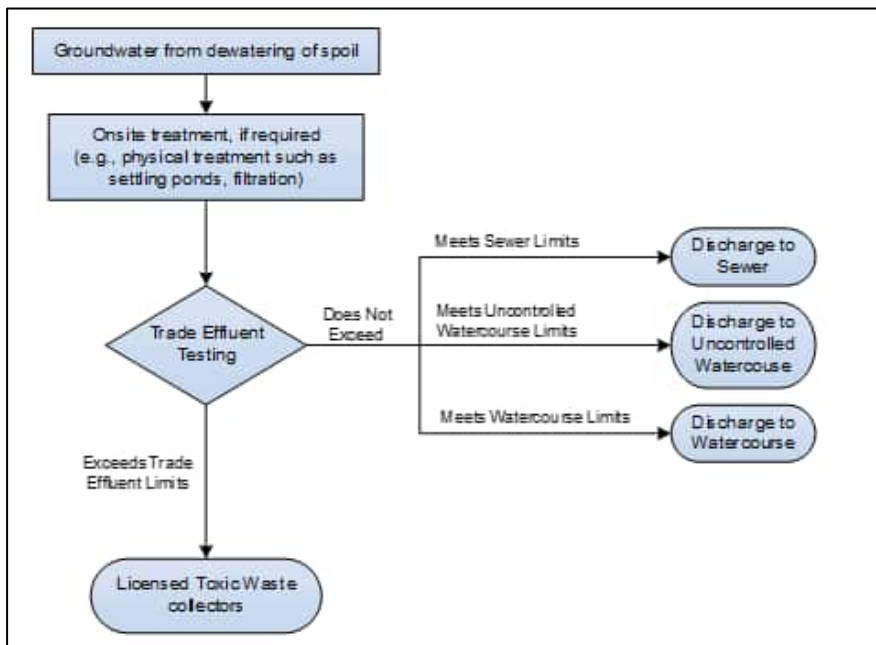 Groundwater from dewatering of spoil
Onsite treatment, if required
(e.g., physical treatment such as
settling ponds, filtration)
Meets Sewer Limits
Discharge to
Sewer
Does Not
Exceed
Meets Uncontrolled
Watercourse Limits
Discharge to
Uncontrolled
Watercouse
Trade Effluent
Testing
Meets Watercourse Limits
Discharge to
Watercourse
Exceeds Trade
Effluent Limits
Licensed Toxic Waste
collectors